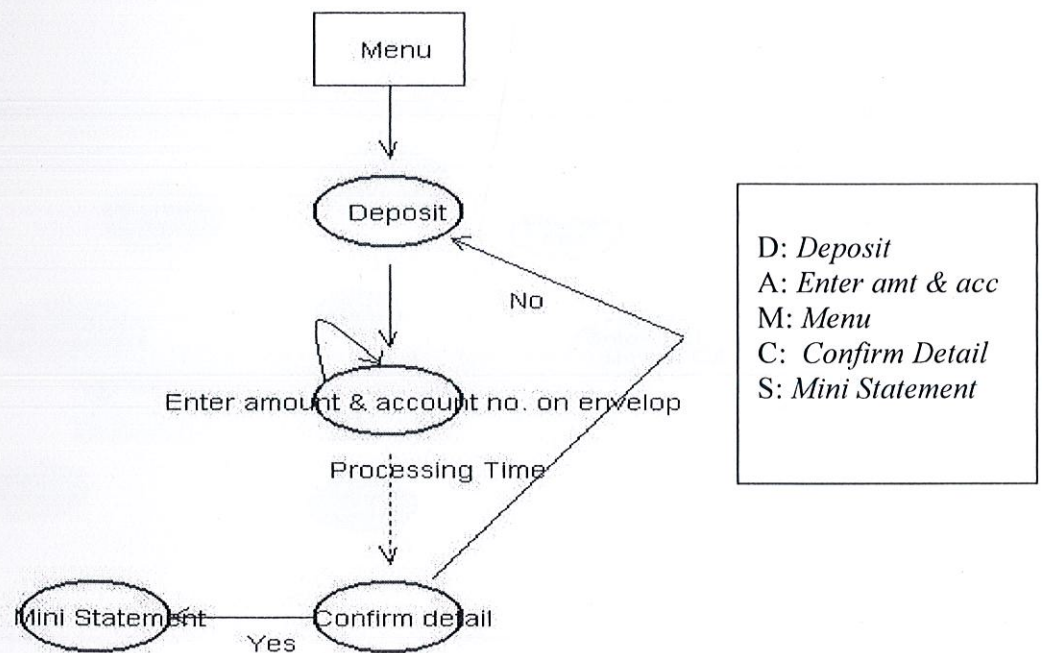 Menu
Deposit
No
Enter amount & account no. on envelop
Processing Time
Mini Statement
Yes
Confirm detail
D: Deposit
A: Enter amt & acc
M: Menu
C: Confirm Detail
S: Mini Statement